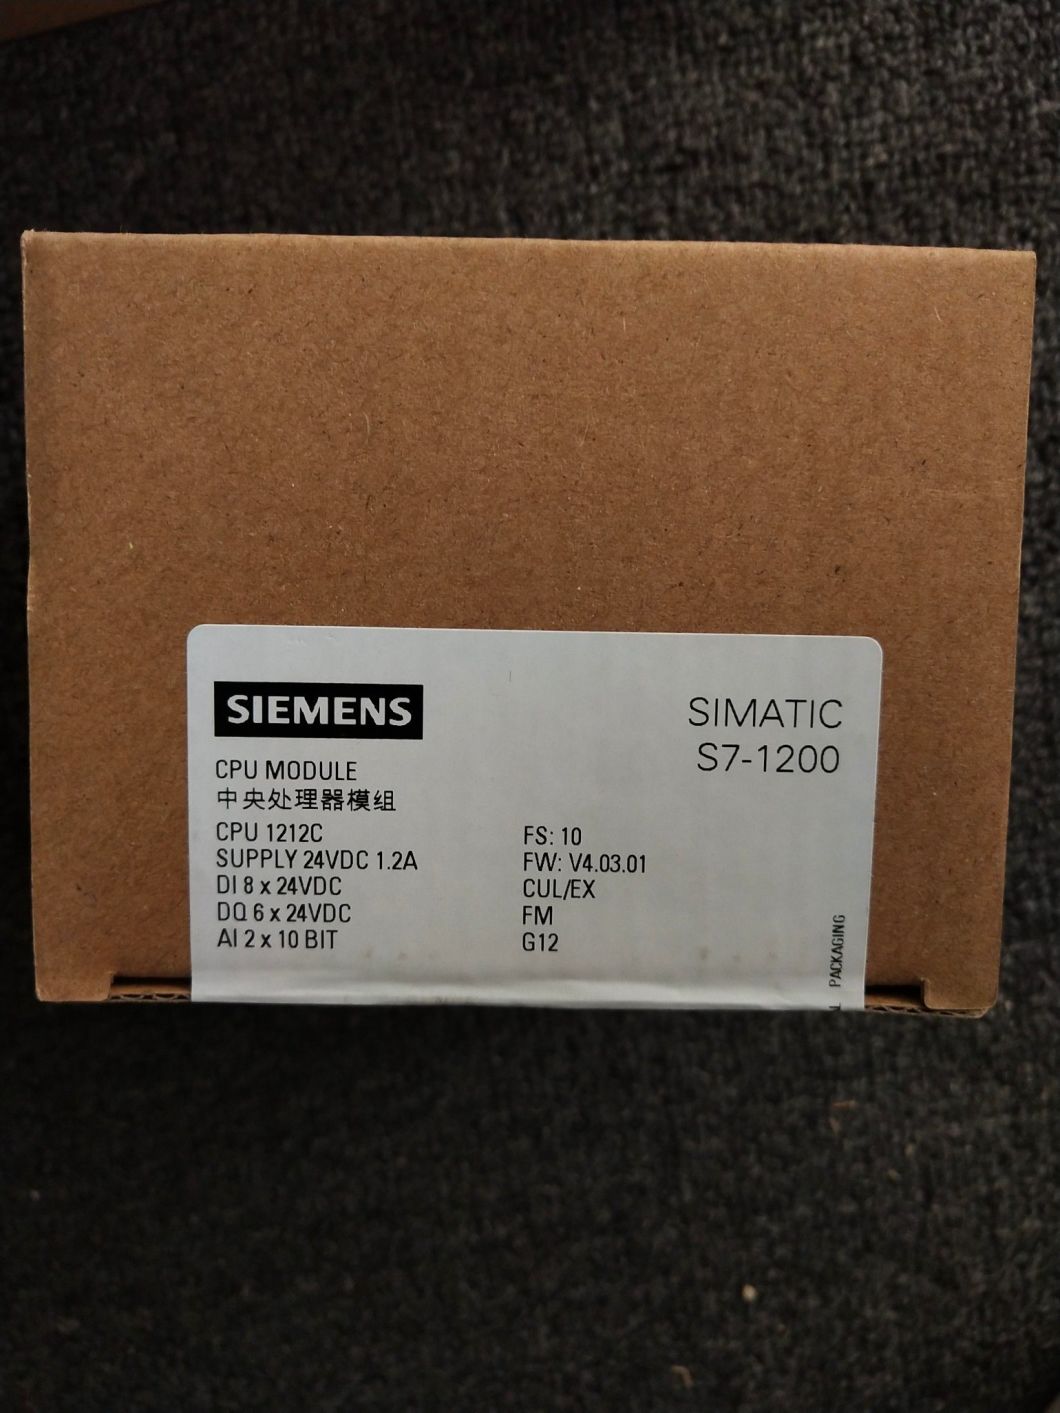 SIEMENS
SIMATIC
S7-1200
CPU MODULE
中央处理器模组
CPU 1212C
SUPPLY 24VDC 1.2A
DI 8 x 24VDC
DQ 6 x 24VDC
AI 2 x 10 BIT
FS: 10
FW: V4.03.01
CUL/EX
FM
G12
PACKAGING